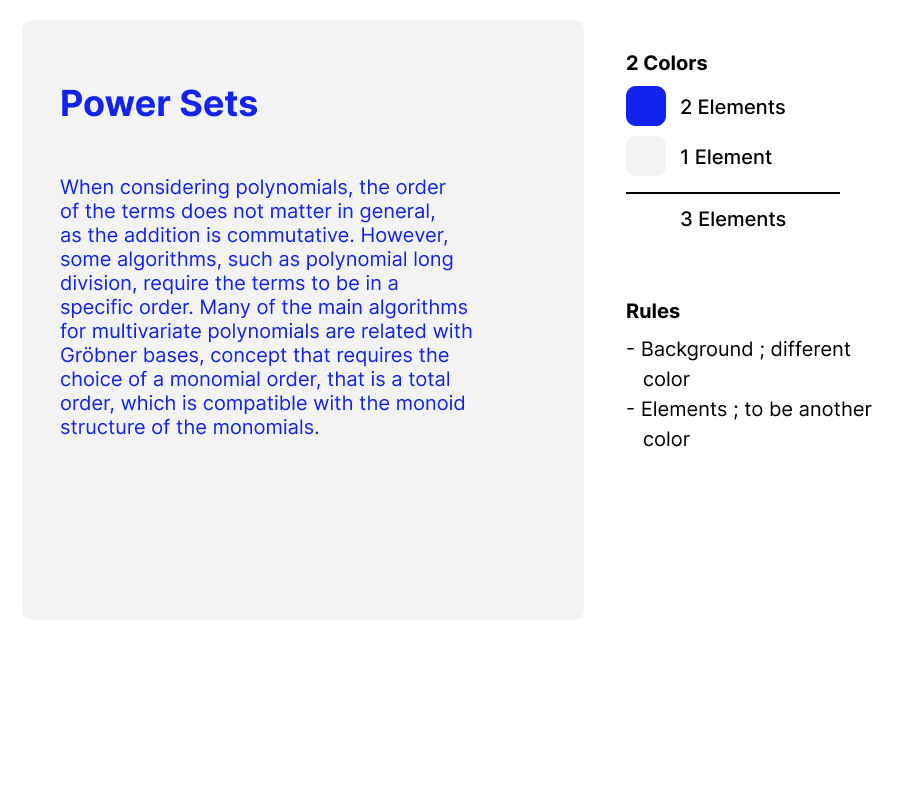 Power Sets
When considering polynomials, the order
of the terms does not matter in general,
as the addition is commutative. However,
some algorithms, such as polynomial long
division, require the terms to be in a
specific order. Many of the main algorithms
for multivariate polynomials are related with
Gröbner bases, concept that requires the
choice of a monomial order, that is a total
order, which is compatible with the monoid
structure of the monomials.
2 Colors
2 Elements
1 Element
3 Elements
Rules
- Background ; different
color
- Elements ; to be another
color